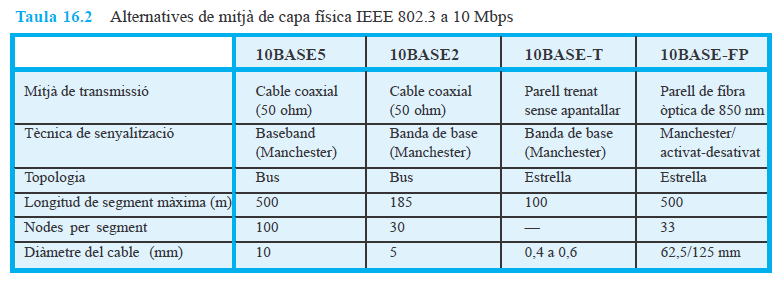 Taula 16.2 Alternatives de mitjà de capa física IEEE 802.3 a 10 Mbps
10BASE5 10BASE2 10BASE-T 10BASE-FP
Mitjà de transmissió Cable coaxial Cable coaxial Parell trenat Parell de fibra
(50 ohm) (50 ohm) sense apantallar òptica de 850 nm
Tècnica de senyalització Baseband Banda de base Banda de base Manchester/
(Manchester) (Manchester) (Manchester) activat-desativat
Topologia Bus Bus Estrella Estrella
Longitud de segment màxima (m) 500 185 100 500
Nodes per segment 100 30 — 33
Diàmetre del cable (mm) 10 5 0,4 a 0,6 62,5/125 mm